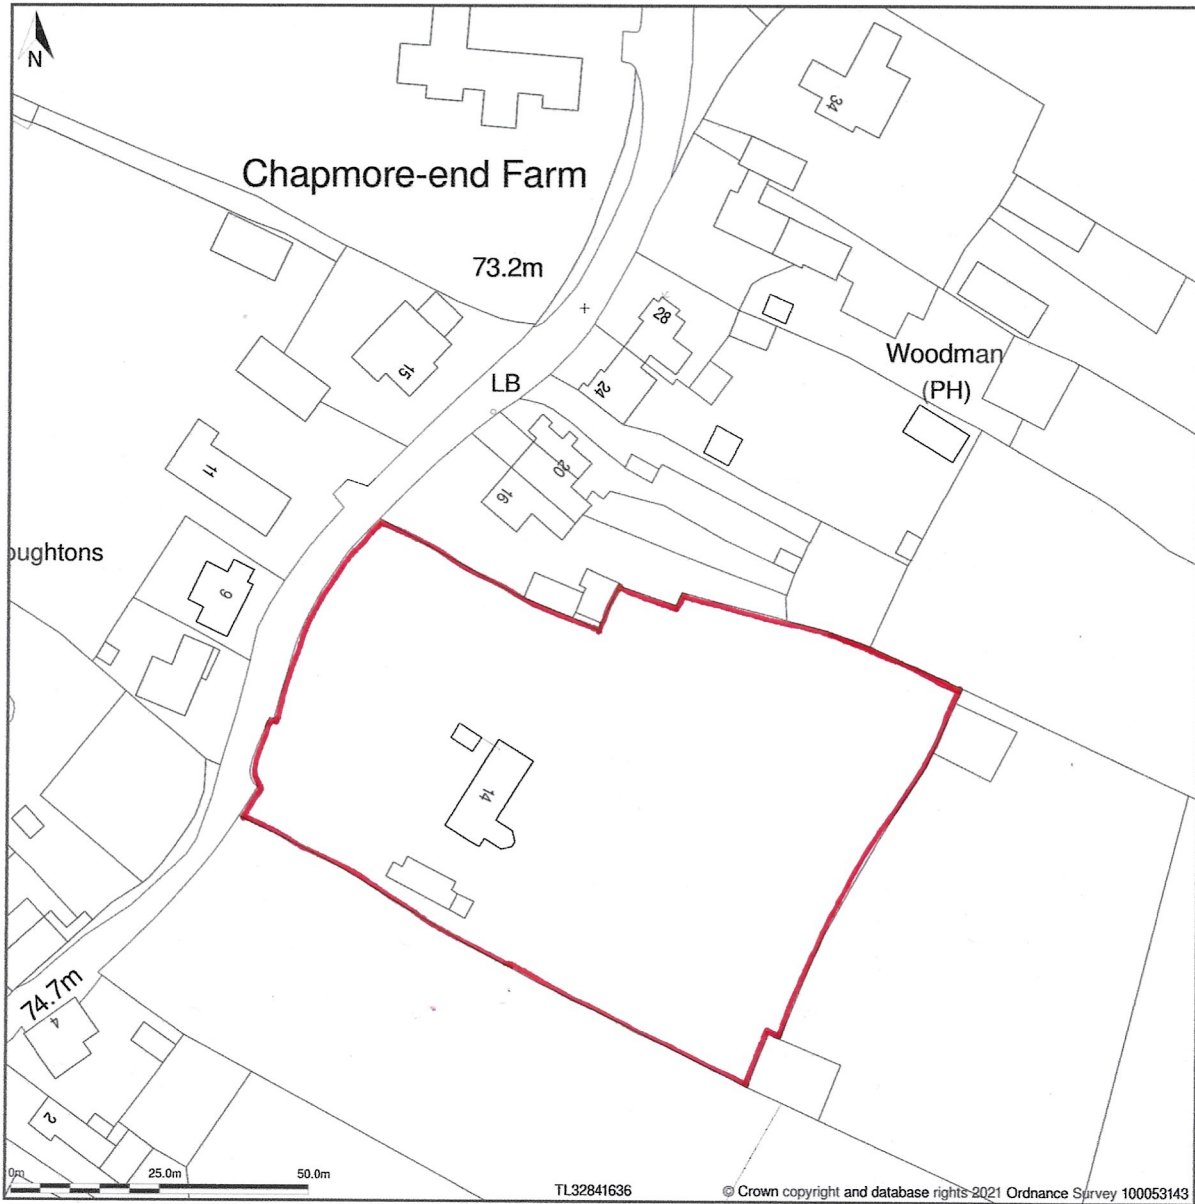 N
34
Chapmore-end Farm
73.2m
28
Woodman
(PH)
LB
15
24
20
11
16
oughtons
9
14
74.7m
4
2
0m 25.0m 50.0m
TL32841636
© Crown copyright and database rights 2021 Ordnance Survey 100053143